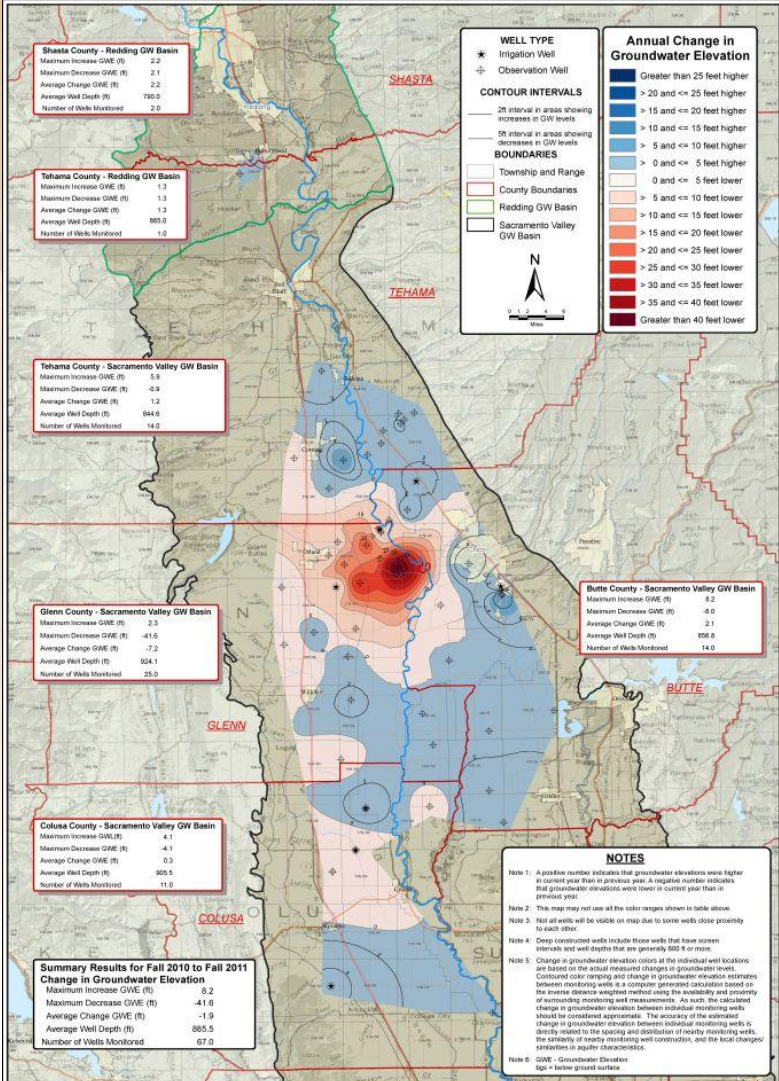 Shasta County - Redding GW Basin
Maximum Increase GWE (ft) 2.2
Maximum Decrease GWE (ft) 2.1
Average Change GWE (ft) 2.2
Average Well Depth (ft) 790.0
Number of Wells Monitored 2.0
Tehama County - Redding GW Basin
Maximum Increase GWE (ft) 1.3
Maximum Decrease GWE (ft) 1.3
Average Change GWE (ft) 1.3
Average Well Depth (ft) 865.0
Number of Wells Monitored 1.0
Tehama County - Sacramento Valley GW Basin
Maximum Increase GWE (ft) 5.9
Maximum Decrease GWE (ft) -0.9
Average Change GWE (ft) 1.2
Average Well Depth (ft) 844.6
Number of Wells Monitored 14.0
Glenn County - Sacramento Valley GW Basin
Maximum Increase GWE (ft) 2.3
Maximum Decrease GWE (ft) -41.6
Average Change GWE (ft) -7.2
Average Well Depth (ft) 924.1
Number of Wells Monitored 25.0
Colusa County - Sacramento Valley GW Basin
Maximum Increase GWL(ft) 4.1
Maximum Decrease GWE (ft) -4.1
Average Change GWE (ft) 0.3
Average Well Depth (ft) 905.5
Number of Wells Monitored 11.0
Summary Results for Fall 2010 to Fall 2011
Change in Groundwater Elevation
Maximum Increase GWE (ft) 8.2
Maximum Decrease GWE (ft) -41.6
Average Change GWE (ft) -1.9
Average Well Depth (ft) 885.5
Number of Wells Monitored 67.0
Butte County - Sacramento Valley GW Basin
Maximum Increase GWE (ft) 8.2
Maximum Decrease GWE (ft) -8.0
Average Change GWE (ft) 2.1
Average Well Depth (ft) 856.8
Number of Wells Monitored 14.0
WELL TYPE
Irrigation Well
Observation Well
CONTOUR INTERVALS
2ft interval in areas showing
increases in GW levels
5ft interval in areas showing
decreases in GW levels
BOUNDARIES
Township and Range
County Boundaries
Redding GW Basin
Sacramento Valley
GW Basin
N
0 1 2 4 6
Miles
Annual Change in
Groundwater Elevation
Greater than 25 feet higher
> 20 and <= 25 feet higher
> 15 and <= 20 feet higher
> 10 and <= 15 feet higher
> 5 and <= 10 feet higher
> 0 and <= 5 feet higher
0 and <= 5 feet lower
> 5 and <= 10 feet lower
> 10 and <= 15 feet lower
> 15 and <= 20 feet lower
> 20 and <= 25 feet lower
> 25 and <= 30 feet lower
> 30 and <= 35 feet lower
> 35 and <= 40 feet lower
Greater than 40 feet lower
SHASTA
TEHAMA
GLENN
BUTTE
COLUSA
Redding
Anderson
Red
Bluff
Corning
Orland
Chico
Paradise
Willows
Colusa
Williams
NOTES
Note 1: A positive number indicates that groundwater elevations were higher
in current year than in previous year. A negative number indicates
that groundwater elevations were lower in current year than in
previous year.
Note 2: This map may not use all the color ranges shown in table above.
Note 3: Not all wells will be visible on map due to some wells close proximity
to each other.
Note 4: Deep constructed wells include those wells that have screen
intervals and well depths that are generally 600 ft or more.
Note 5: Change in groundwater elevation colors at the individual well locations
are based on the actual measured changes in groundwater levels.
Contoured color ramping and change in groundwater elevation estimates
between monitoring wells is a computer generated calculation based on
the inverse distance weighted method using the availability and proximity
of surrounding monitoring well measurements. As such, the calculated
change in groundwater elevation between individual monitoring wells
should be considered approximate. The accuracy of the estimated
change in groundwater elevation between individual monitoring wells is
directly related to the spacing and distribution of nearby monitoring wells,
the similarity of nearby monitoring well construction, and the local changes/
similarities in aquifer characteristics.
Note 6: GWE - Groundwater Elevation
bgs = below ground surface